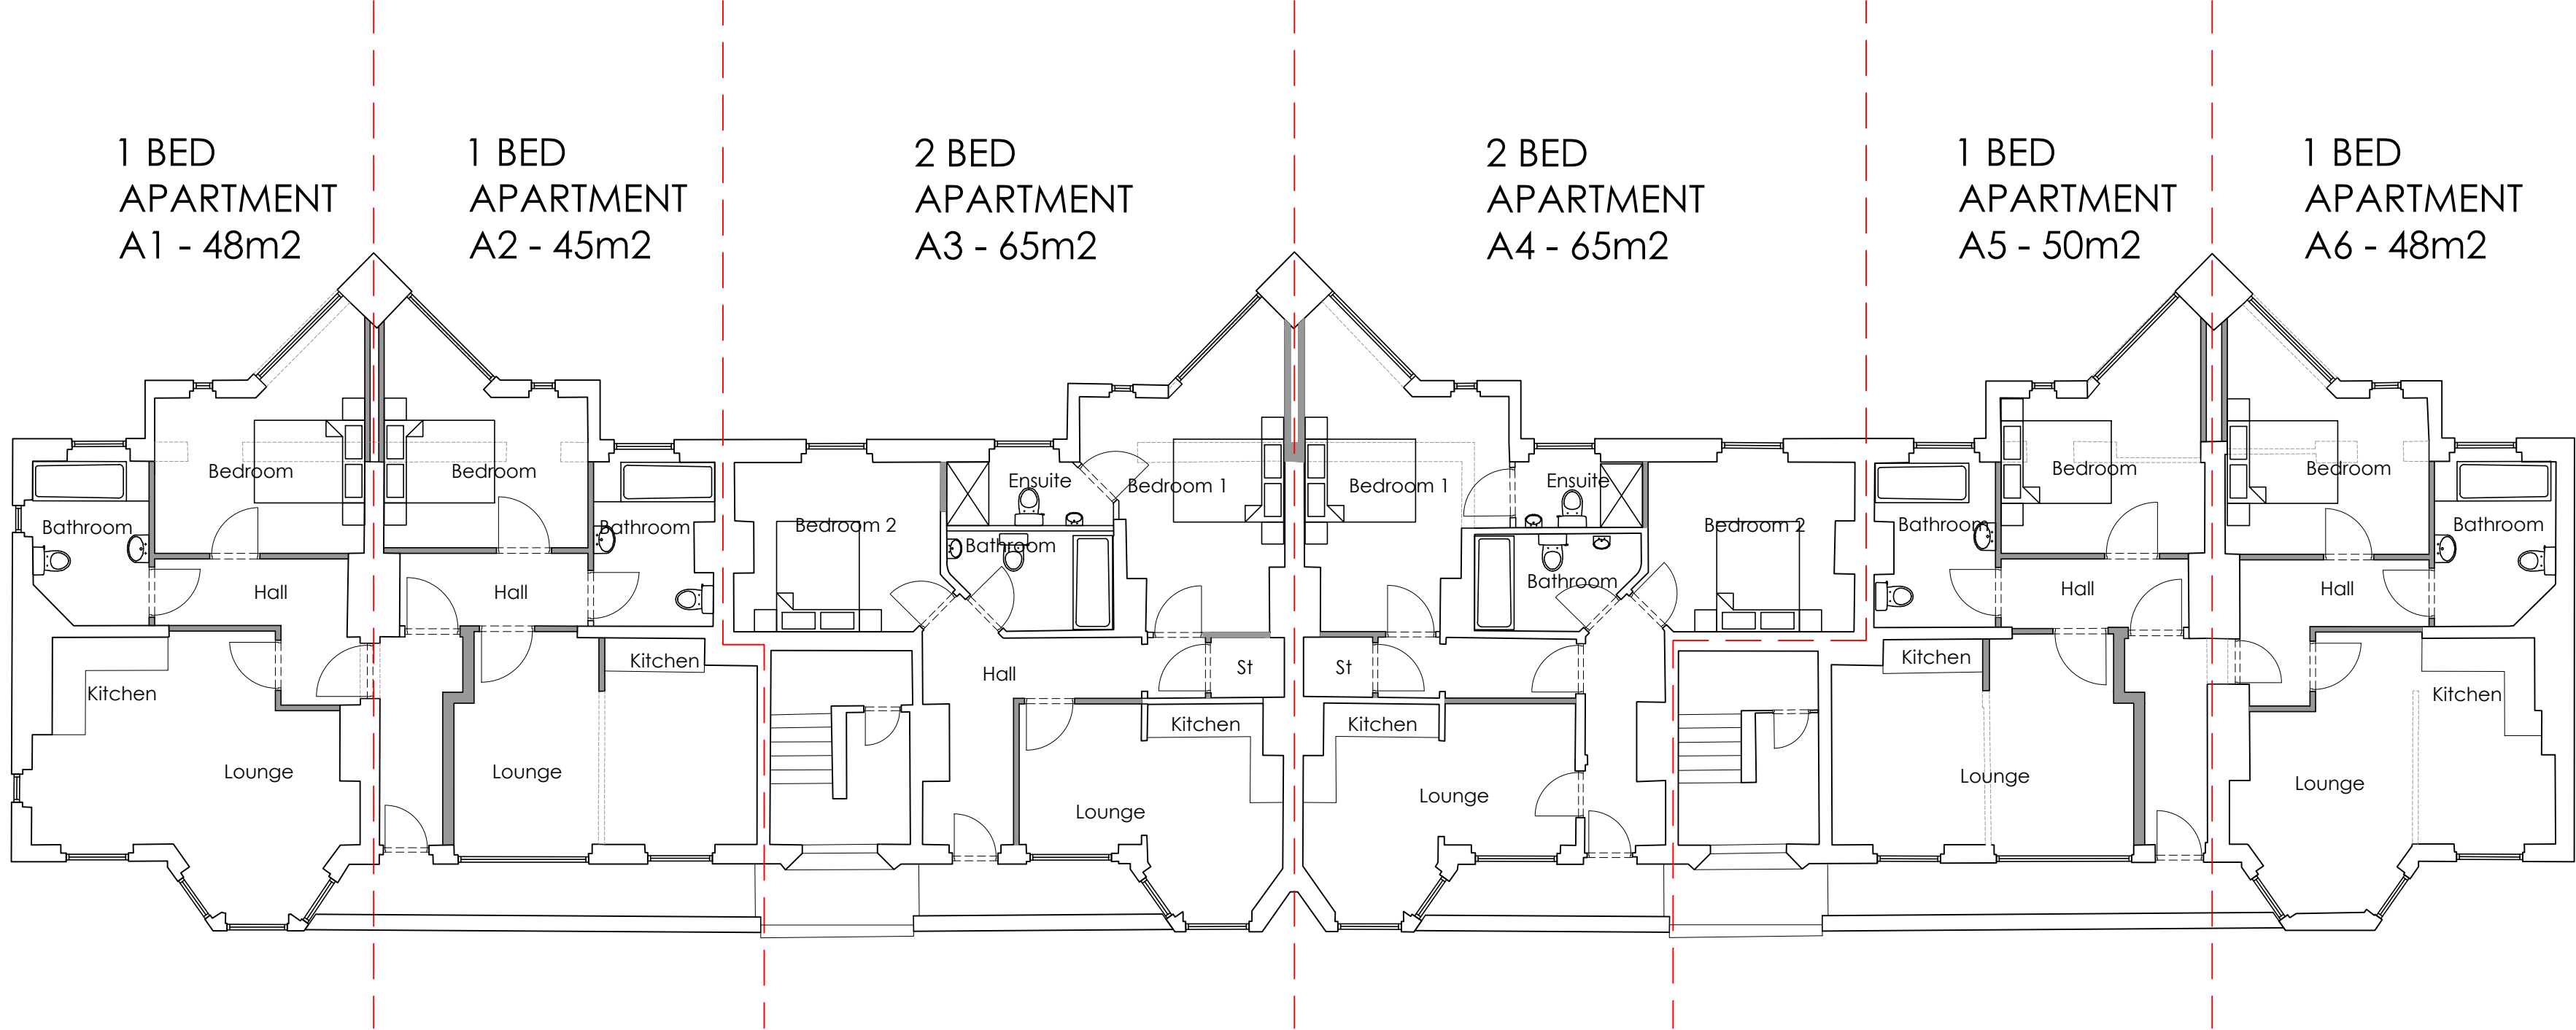 1 BED
APARTMENT
A1 - 48m2
1 BED
APARTMENT
A2 - 45m2
2 BED
APARTMENT
A3 - 65m2
2 BED
APARTMENT
A4 - 65m2
1 BED
APARTMENT
A5 - 50m2
1 BED
APARTMENT
A6 - 48m2
Bedroom
Bathroom
Hall
Kitchen
Lounge
Bedroom
Bathroom
Hall
Kitchen
Lounge
Bedroom 2
Ensuite
Bedroom 1
Bathroom
Hall
St
Kitchen
Lounge
Bedroom 1
Ensuite
Bedroom 2
Bathroom
St
Kitchen
Lounge
Bedroom
Bathroom
Hall
Kitchen
Lounge
Bedroom
Bathroom
Hall
Kitchen
Lounge